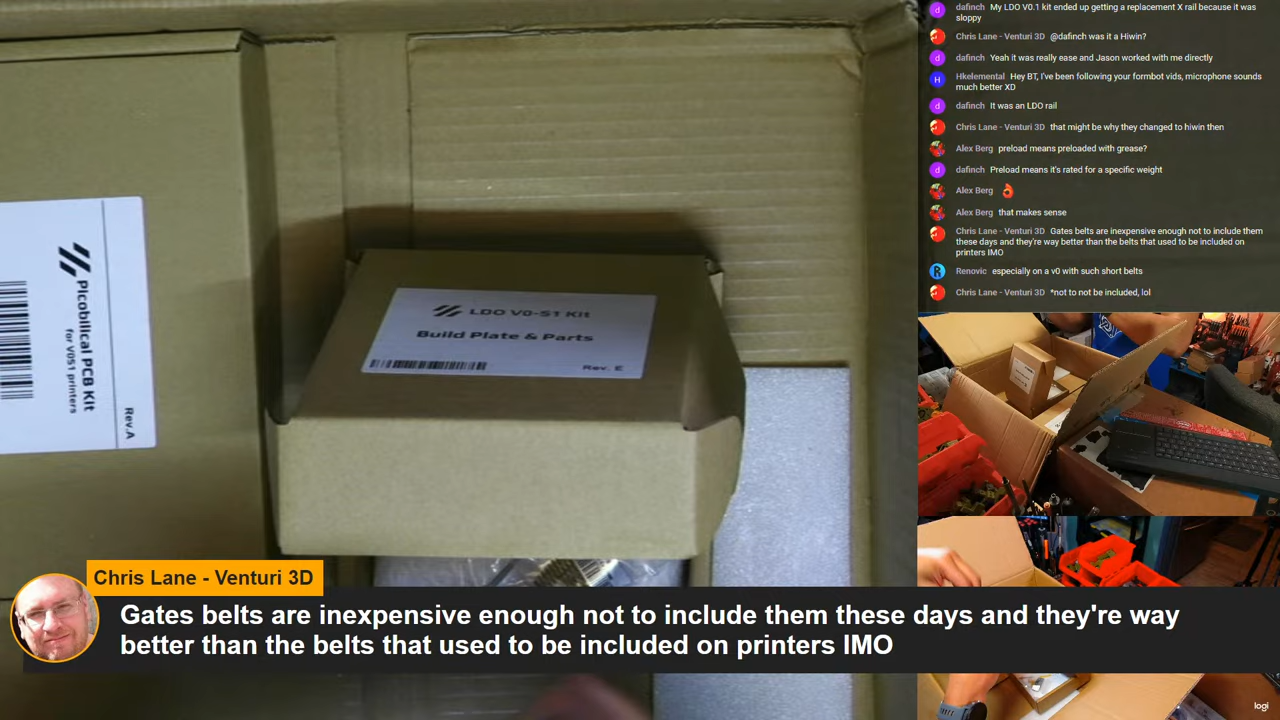 dafinch My LDO V0.1 kit ended up getting a replacement X rail because it was
sloppy
Chris Lane - Venturi 3D @dafinch was it a Hiwin?
dafinch Yeah it was really ease and Jason worked with me directly
Hkelemental Hey BT, I've been following your formbot vids, microphone sounds
much better XD
dafinch It was an LDO rail
Chris Lane - Venturi 3D that might be why they changed to hiwin then
Alex Berg preload means preloaded with grease?
dafinch Preload means it's rated for a specific weight
Alex Berg 👌
Alex Berg that makes sense
Chris Lane - Venturi 3D Gates belts are inexpensive enough not to include them
these days and they're way better than the belts that used to be included on
printers IMO
Renovic especially on a v0 with such short belts
Chris Lane - Venturi 3D *not to not be included, lol
Picobilical PCB Kit
for V0S1 printers
Rev.A
LDO V0-S1 Kit
Build Plate & Parts
Rev. E
Chris Lane - Venturi 3D
Gates belts are inexpensive enough not to include them these days and they're way
better than the belts that used to be included on printers IMO
logi